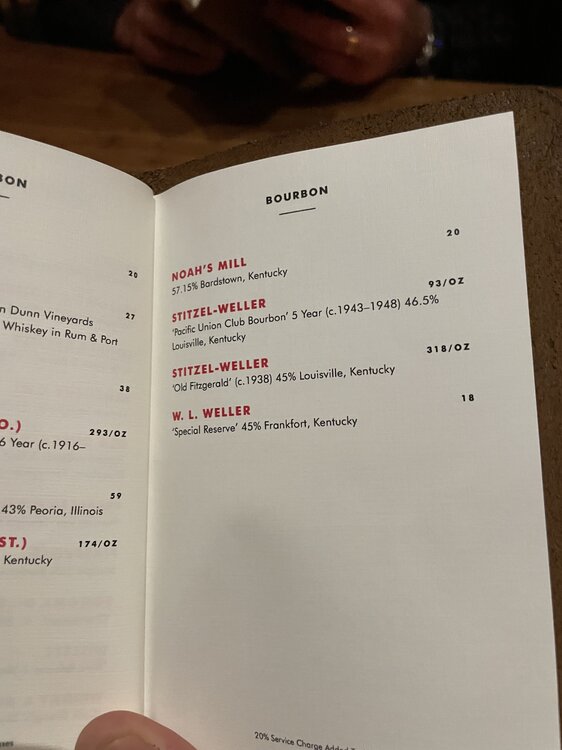 BON
20
n Dunn Vineyards
27
Whiskey in Rum & Port
38
O.)
293/OZ
6 Year (c.1916–
59
43% Peoria, Illinois
ST.)
174/OZ
Kentucky
BOURBON
20
NOAH'S MILL
57.15% Bardstown, Kentucky
93/OZ
STITZEL-WELLER
'Pacific Union Club Bourbon' 5 Year (c.1943–1948) 46.5%
Louisville, Kentucky
318/OZ
STITZEL-WELLER
'Old Fitzgerald' (c.1938) 45% Louisville, Kentucky
18
W. L. WELLER
'Special Reserve' 45% Frankfort, Kentucky
20% Service Charge Added